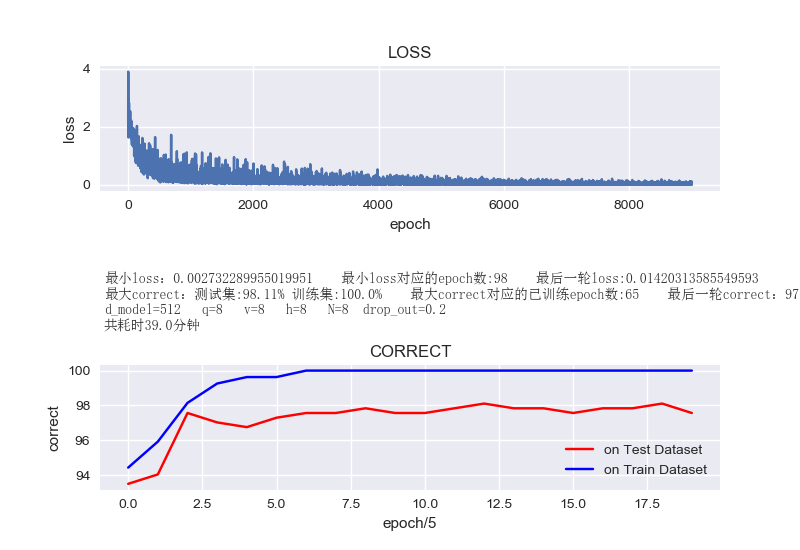 LOSS
4
2
0
loss
0 2000 4000 6000 8000
epoch
最小loss：0.002732289955019951 最小loss对应的epoch数:98 最后一轮loss:0.01420313585549593
最大correct：测试集:98.11% 训练集:100.0% 最大correct对应的已训练epoch数:65 最后一轮correct：97
d_model=512 q=8 v=8 h=8 N=8 drop_out=0.2
共耗时39.0分钟
CORRECT
100
98
96
94
correct
on Test Dataset
on Train Dataset
0.0 2.5 5.0 7.5 10.0 12.5 15.0 17.5
epoch/5